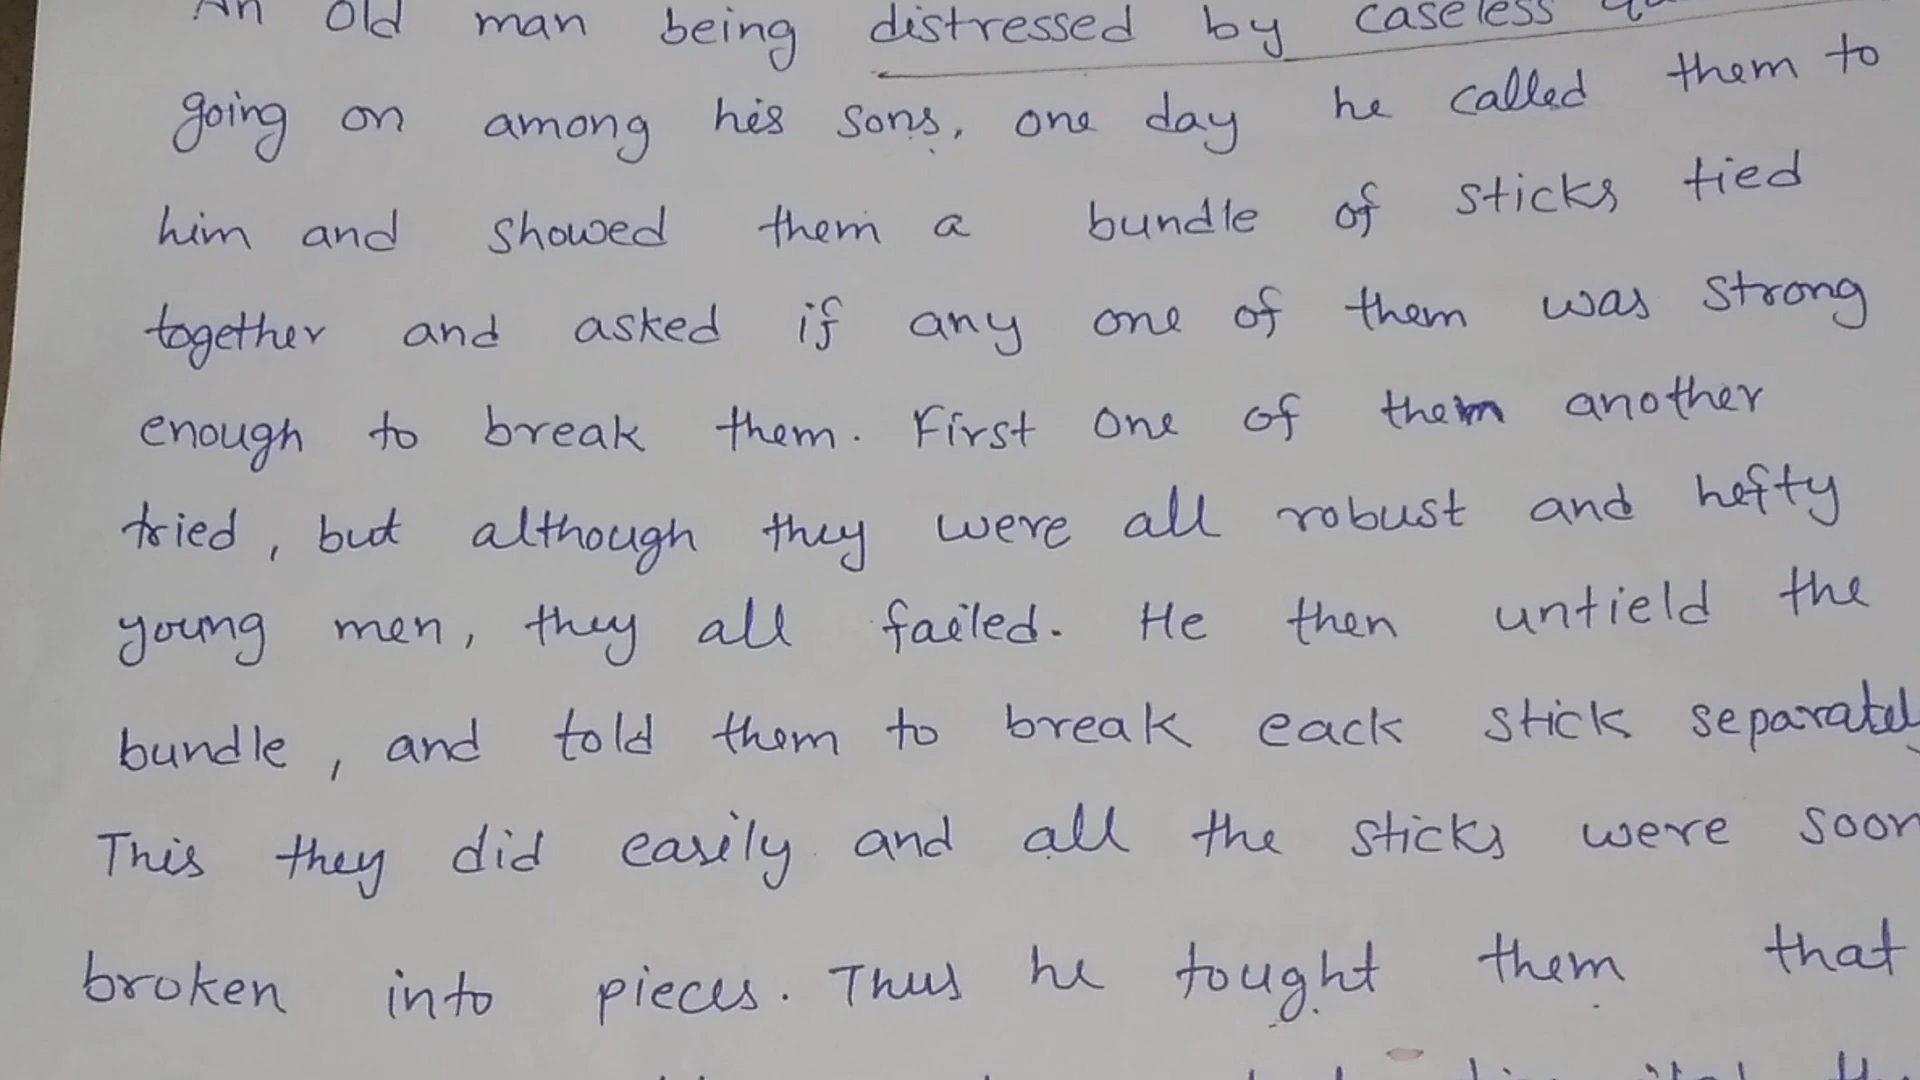 An old man being distressed by caseless
going on among his sons, one day he called them to
him and showed them a bundle of sticks tied
together and asked if any one of them was strong
enough to break them. First one of them another
tried, but although they were all robust and hefty
young men, they all failed. He then untield the
bundle, and told them to break eack stick separately
This they did easily and all the sticks were soon
broken into pieces. Thus he tought them that